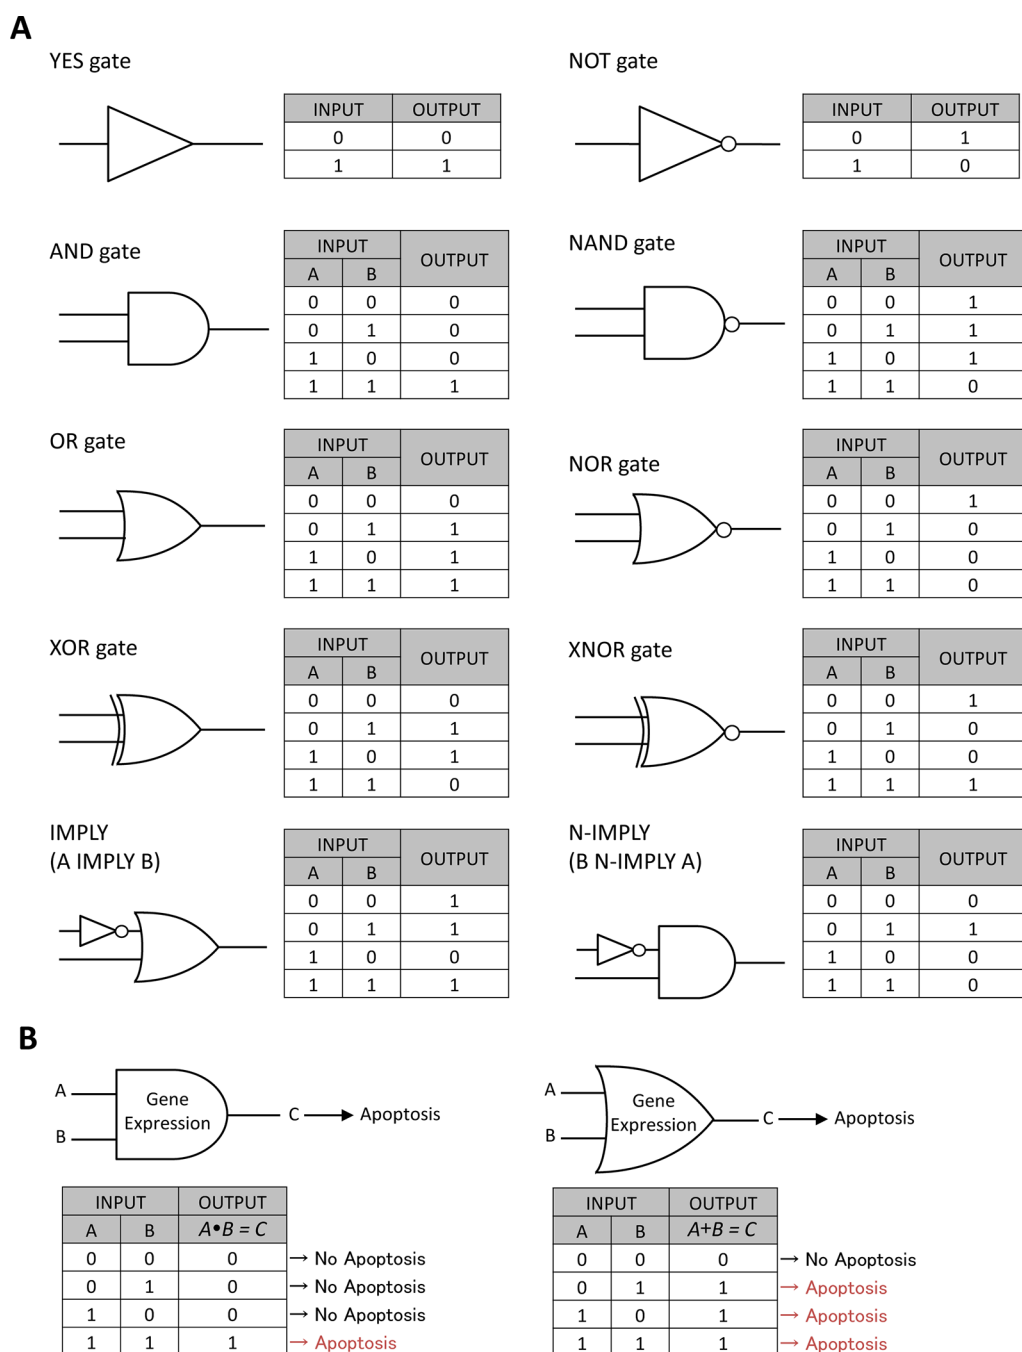 A
YES gate
INPUT OUTPUT
0 0
1 1
NOT gate
INPUT OUTPUT
0 1
1 0
AND gate
INPUT OUTPUT
A B
0 0 0
0 1 0
1 0 0
1 1 1
NAND gate
INPUT OUTPUT
A B
0 0 1
0 1 1
1 0 1
1 1 0
OR gate
INPUT OUTPUT
A B
0 0 0
0 1 1
1 0 1
1 1 1
NOR gate
INPUT OUTPUT
A B
0 0 1
0 1 0
1 0 0
1 1 0
XOR gate
INPUT OUTPUT
A B
0 0 0
0 1 1
1 0 1
1 1 0
XNOR gate
INPUT OUTPUT
A B
0 0 1
0 1 0
1 0 0
1 1 1
IMPLY
(A IMPLY B)
INPUT OUTPUT
A B
0 0 1
0 1 1
1 0 0
1 1 1
N-IMPLY
(B N-IMPLY A)
INPUT OUTPUT
A B
0 0 0
0 1 1
1 0 0
1 1 0
B
A
B
Gene
Expression
C → Apoptosis
INPUT OUTPUT
A B A•B = C
0 0 0 → No Apoptosis
0 1 0 → No Apoptosis
1 0 0 → No Apoptosis
1 1 1 → Apoptosis
A
B
Gene
Expression
C → Apoptosis
INPUT OUTPUT
A B A+B = C
0 0 0 → No Apoptosis
0 1 1 → Apoptosis
1 0 1 → Apoptosis
1 1 1 → Apoptosis